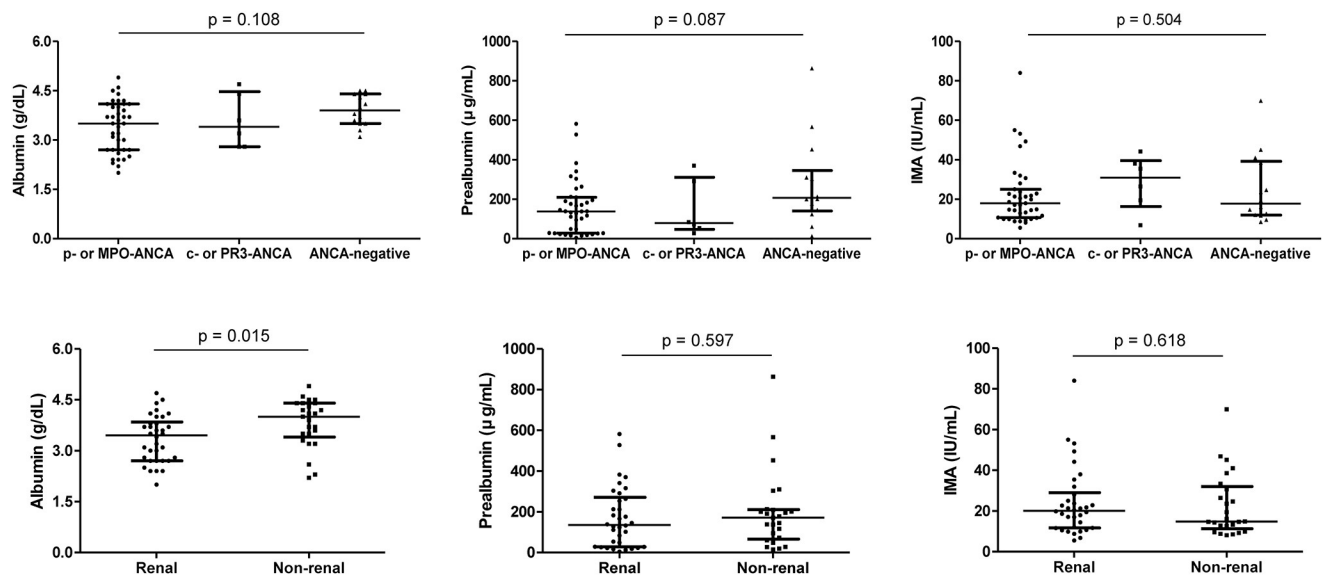 p = 0.108
6.0
4.5
3.0
1.5
0.0
Albumin (g/dL)
p- or MPO-ANCA c- or PR3-ANCA ANCA-negative
p = 0.087
1000
800
600
400
200
0
Prealbumin (µ g/mL)
p- or MPO-ANCA c- or PR3-ANCA ANCA-negative
p = 0.504
100
80
60
40
20
0
IMA (IU/mL)
p- or MPO-ANCA c- or PR3-ANCA ANCA-negative
p = 0.015
6.0
4.5
3.0
1.5
0.0
Albumin (g/dL)
Renal Non-renal
p = 0.597
1000
800
600
400
200
0
Prealbumin (µ g/mL)
Renal Non-renal
p = 0.618
100
80
60
40
20
0
IMA (IU/mL)
Renal Non-renal